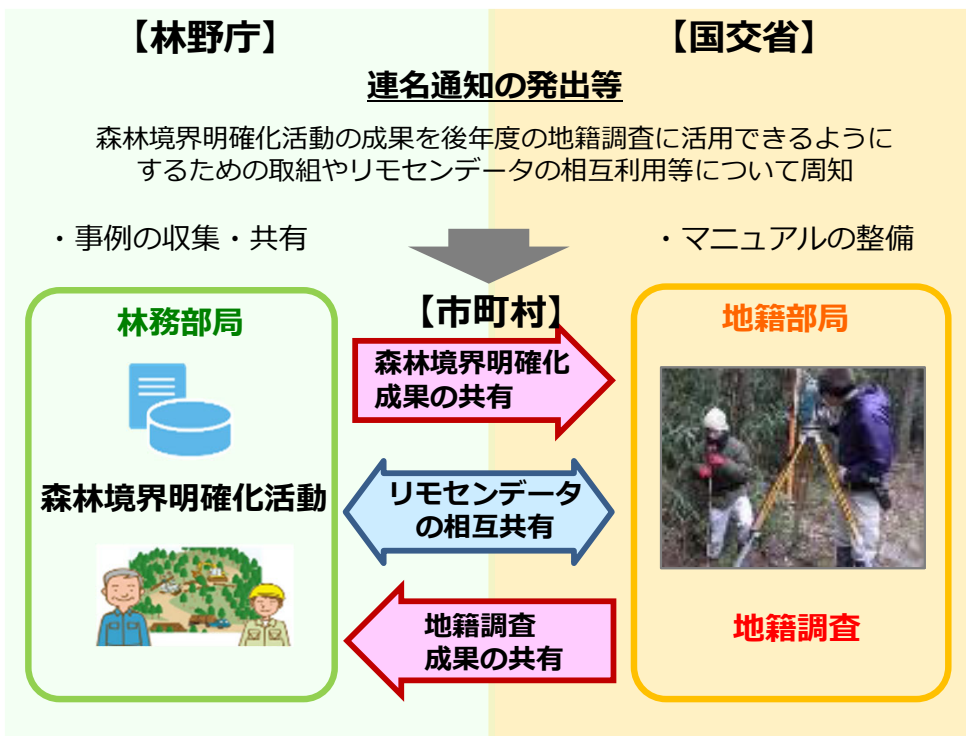 【林野庁】
【国交省】
連名通知の発出等
森林境界明確化活動の成果を後年度の地籍調査に活用できるように
するための取組やリモセンデータの相互利用等について周知
・事例の収集・共有
・マニュアルの整備
【市町村】
林務部局
森林境界明確化活動
森林境界明確化
成果の共有
リモセンデータ
の相互共有
地籍調査
成果の共有
地籍部局
地籍調査